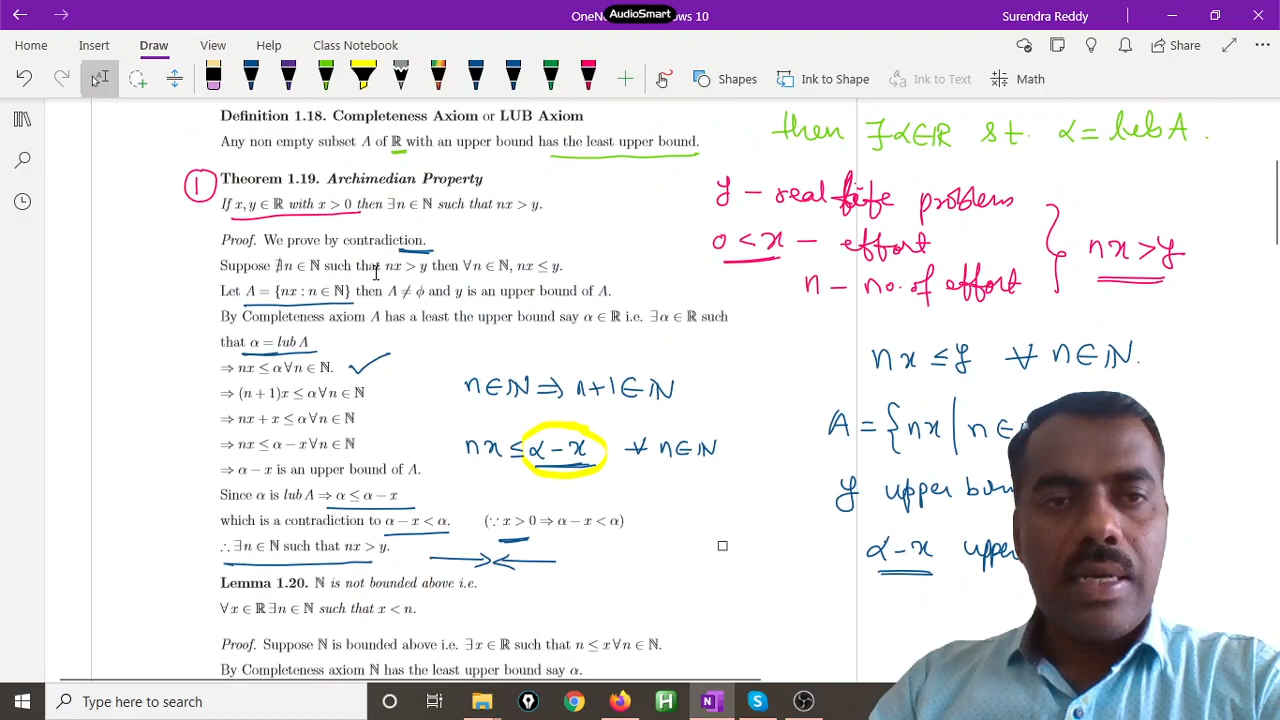 OneNo
ws 10
AudioSmart
Surendra Reddy
Home Insert Draw View Help Class Notebook
Share
Shapes Ink to Shape Ink to Text Math
Definition 1.18. Completeness Axiom or LUB Axiom
Any non empty subset A of ℝ with an upper bound has the least upper bound.
then ∃ α∈ℝ s.t. α = lub A.
① Theorem 1.19. Archimedian Property
If x, y ∈ ℝ with x > 0 then ∃ n ∈ ℕ such that nx > y.
Proof. We prove by contradiction.
Suppose ∄ n ∈ ℕ such that nx > y then ∀ n ∈ ℕ, nx ≤ y.
Let A = {nx : n ∈ ℕ} then A ≠ ϕ and y is an upper bound of A.
By Completeness axiom A has a least the upper bound say α ∈ ℝ i.e. ∃ α ∈ ℝ such
that α = lub A
⇒ nx ≤ α ∀ n ∈ ℕ.
⇒ (n + 1)x ≤ α ∀ n ∈ ℕ
⇒ nx + x ≤ α ∀ n ∈ ℕ
⇒ nx ≤ α − x ∀ n ∈ ℕ
⇒ α − x is an upper bound of A.
Since α is lub A ⇒ α ≤ α − x
which is a contradiction to α − x < α. (∵ x > 0 ⇒ α − x < α)
∴ ∃ n ∈ ℕ such that nx > y.
n∈ℕ ⇒ n+1∈ℕ
nx ≤ α − x ∀ n∈ℕ
y – real life problem
0 < x – effort
n – no. of effort
nx > y
nx ≤ y ∀ n∈ℕ.
A = {nx | n∈
y upper boun
α − x uppe
Lemma 1.20. ℕ is not bounded above i.e.
∀ x ∈ ℝ ∃ n ∈ ℕ such that x < n.
Proof. Suppose ℕ is bounded above i.e. ∃ x ∈ ℝ such that n ≤ x ∀ n ∈ ℕ.
By Completeness axiom ℕ has the least upper bound say α.
Type here to search